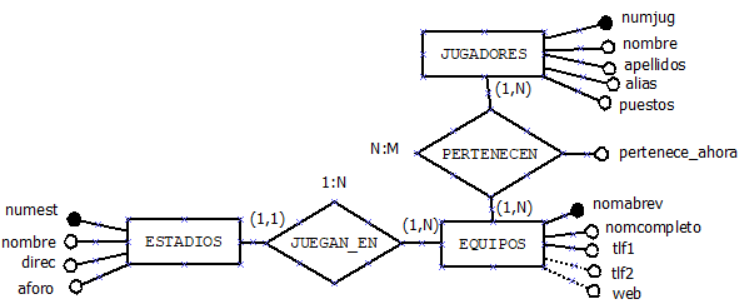 numjug
nombre
JUGADORES
apellidos
alias
(1,N)
puestos
N:M
PERTENECEN
pertenece_ahora
1:N
numest
(1,1)
(1,N)
(1,N)
nomabrev
nomcompleto
nombre
ESTADIOS
JUEGAN_EN
EQUIPOS
tlf1
direc
tlf2
aforo
web